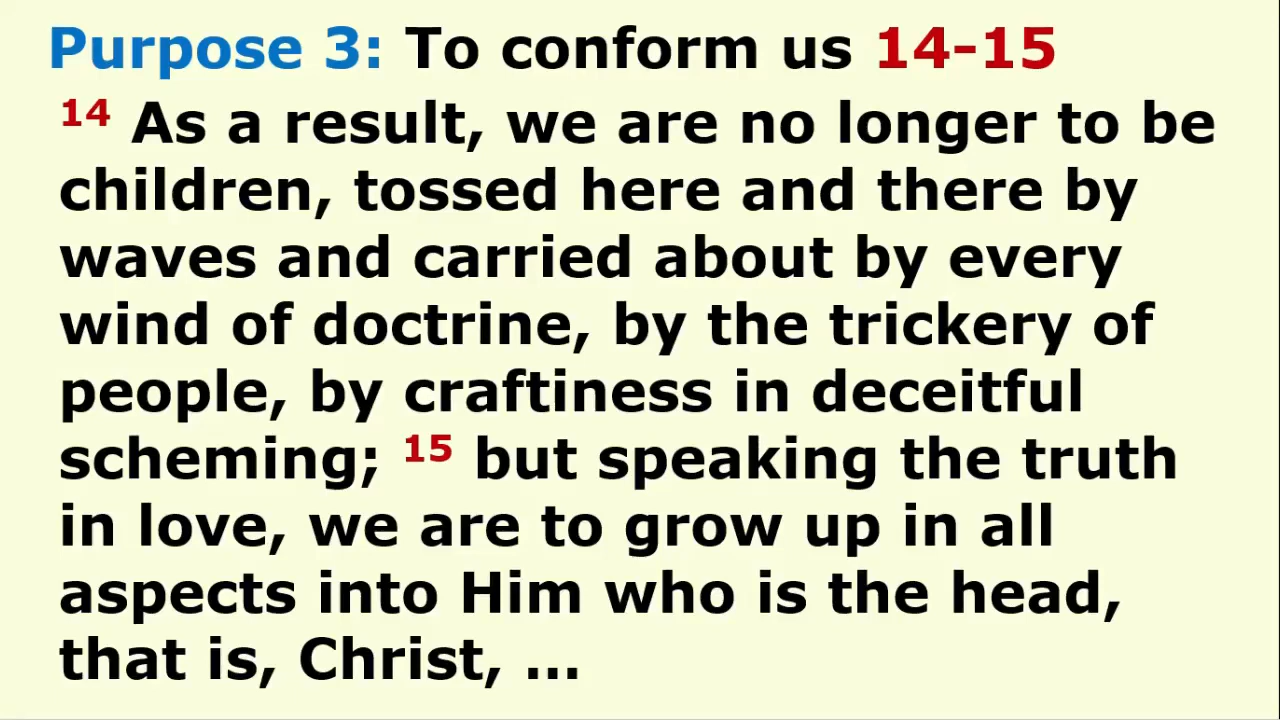 Purpose 3: To conform us 14-15
14 As a result, we are no longer to be
children, tossed here and there by
waves and carried about by every
wind of doctrine, by the trickery of
people, by craftiness in deceitful
scheming; 15 but speaking the truth
in love, we are to grow up in all
aspects into Him who is the head,
that is, Christ, ...